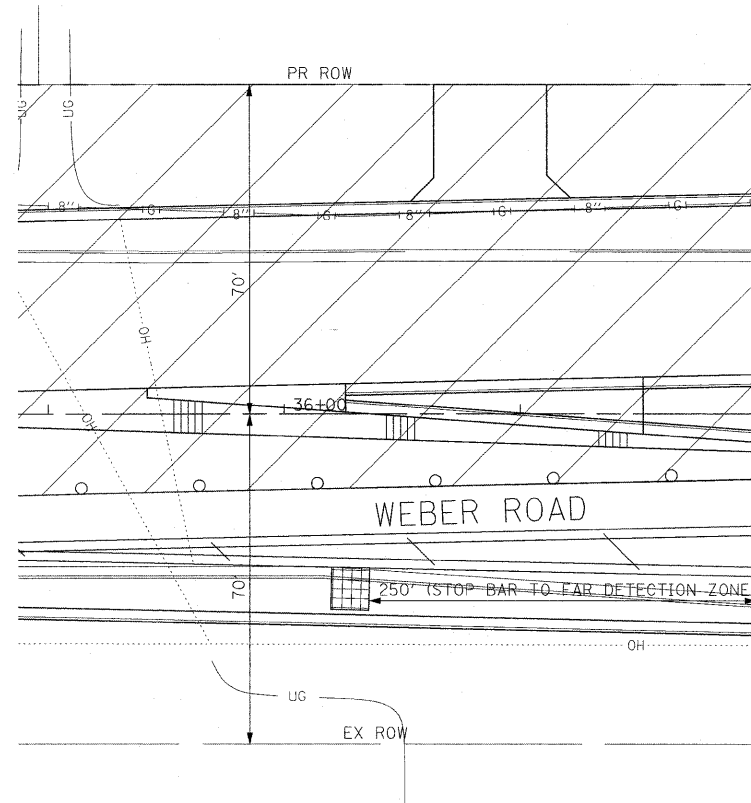 PR ROW
UG
UG
8"
G
8"
G
8"
G
8"
G
70'
OH
36+00
OH
WEBER ROAD
70'
250' (STOP BAR TO FAR DETECTION ZONE
OH
UG
EX ROW